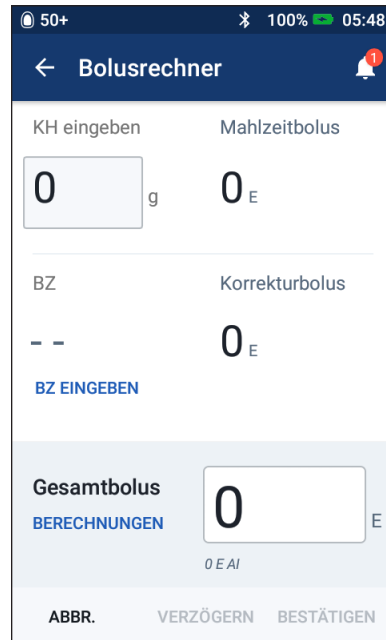 50+ 100% 05:48
Bolusrechner 1
KH eingeben Mahlzeitbolus
0 g 0 E
BZ Korrekturbolus
-- 0 E
BZ EINGEBEN
Gesamtbolus
BERECHNUNGEN 0 E
0 E AI
ABBR. VERZÖGERN BESTÄTIGEN